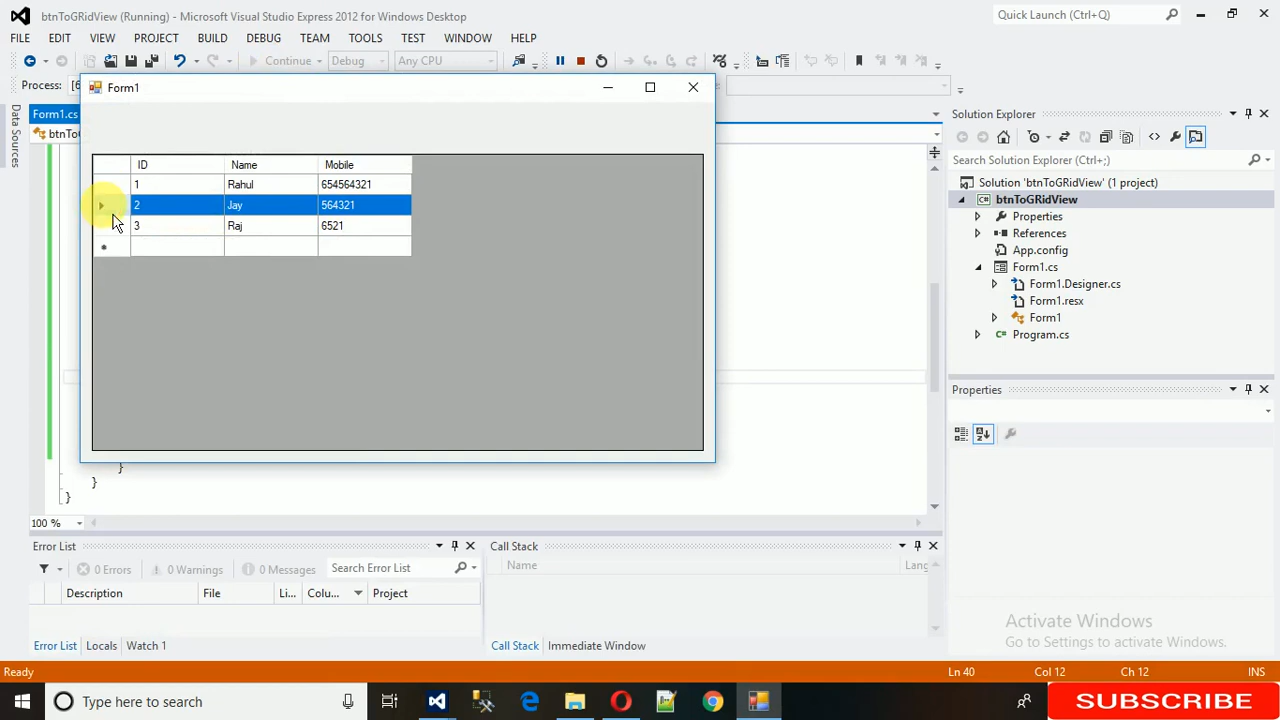 btnToGRidView (Running) - Microsoft Visual Studio Express 2012 for Windows Desktop
Quick Launch (Ctrl+Q)
FILE EDIT VIEW PROJECT BUILD DEBUG TEAM TOOLS TEST WINDOW HELP
Continue Debug Any CPU
Process: [6
Form1
Form1.cs
btnTo
Data Sources
ID Name Mobile
1 Rahul 654564321
2 Jay 564321
3 Raj 6521
*
}
}
}
100 %
Solution Explorer
Search Solution Explorer (Ctrl+;)
Solution 'btnToGRidView' (1 project)
btnToGRidView
Properties
References
App.config
Form1.cs
Form1.Designer.cs
Form1.resx
Form1
Program.cs
Properties
Error List
0 Errors 0 Warnings 0 Messages Search Error List
Description File Li... Colu... Project
Error List Locals Watch 1
Call Stack
Name Lang
Call Stack Immediate Window
Activate Windows
Go to Settings to activate Windows.
Ready Ln 40 Col 12 Ch 12 INS
Type here to search
SUBSCRIBE